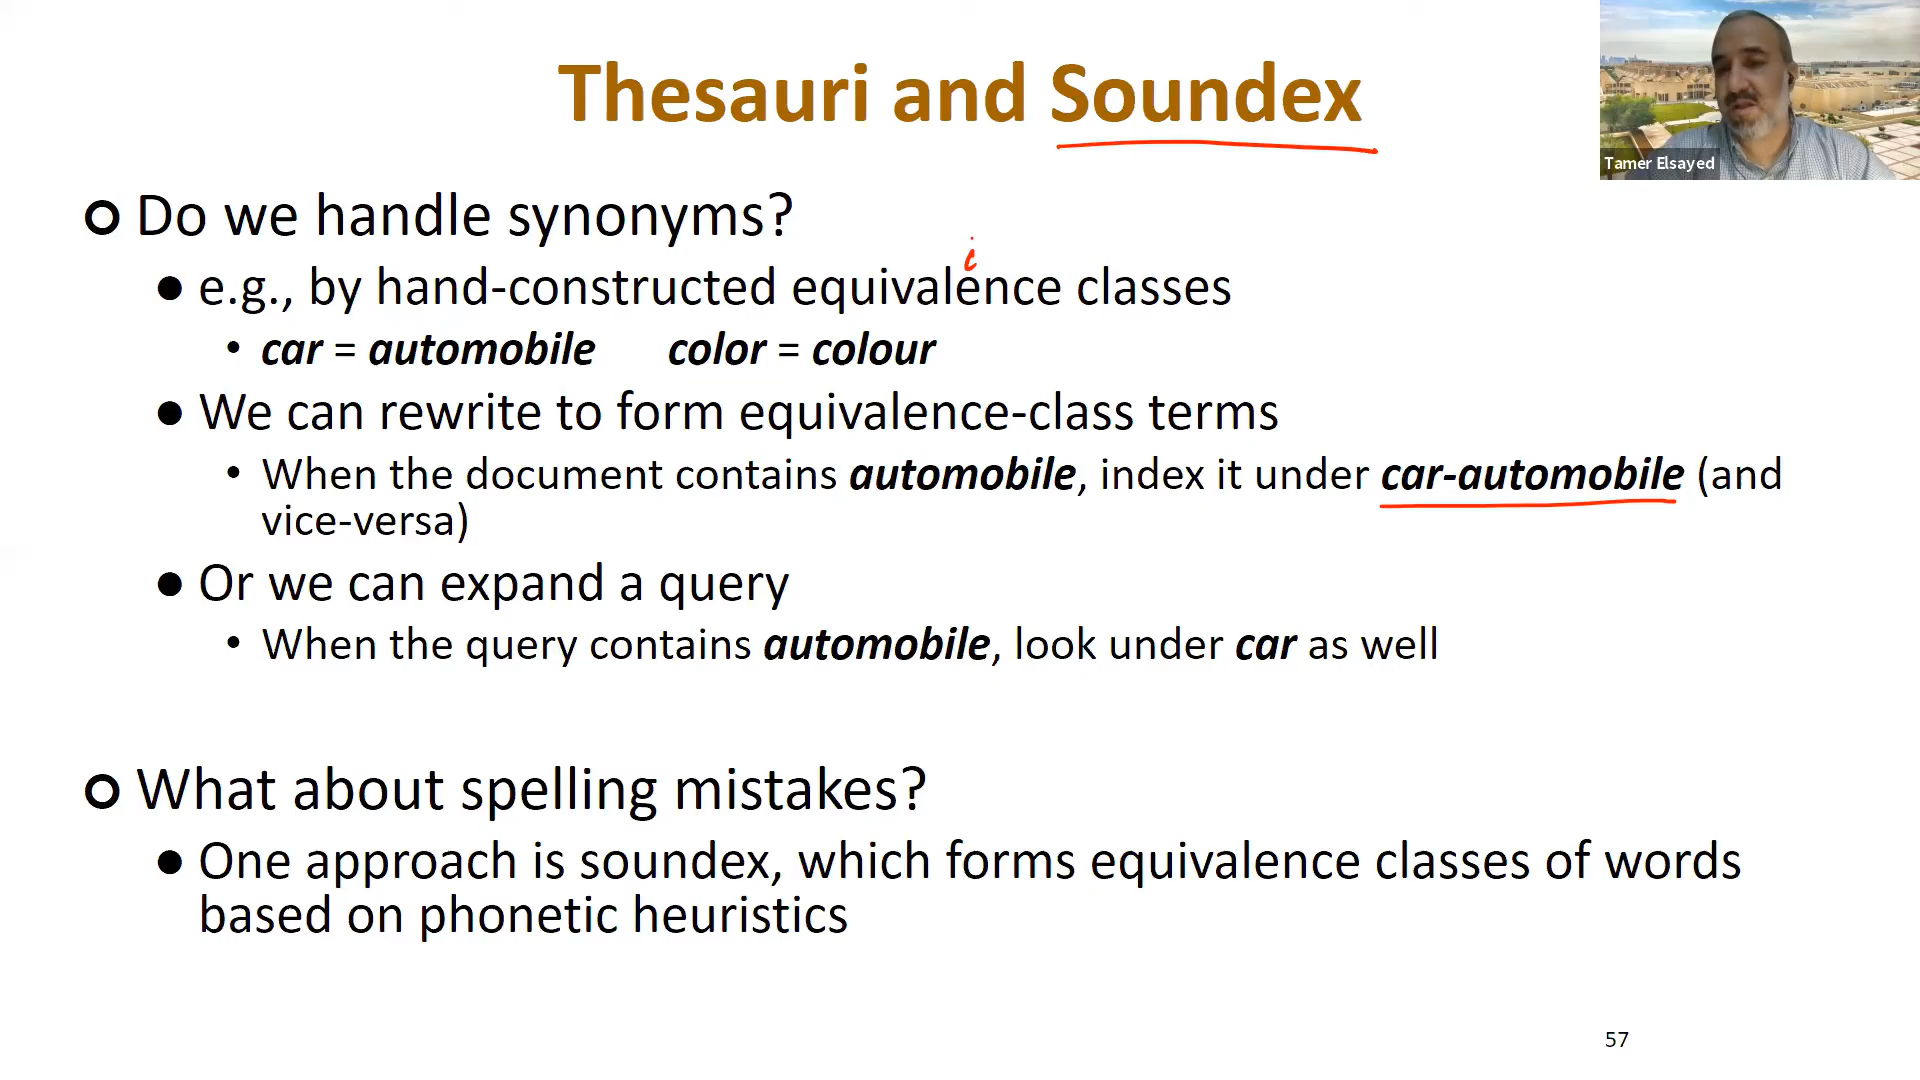 Thesauri and Soundex
Tamer Elsayed
Do we handle synonyms?
i
e.g., by hand-constructed equivalence classes
car = automobile color = colour
We can rewrite to form equivalence-class terms
When the document contains automobile, index it under car-automobile (and
vice-versa)
Or we can expand a query
When the query contains automobile, look under car as well
What about spelling mistakes?
One approach is soundex, which forms equivalence classes of words
based on phonetic heuristics
57